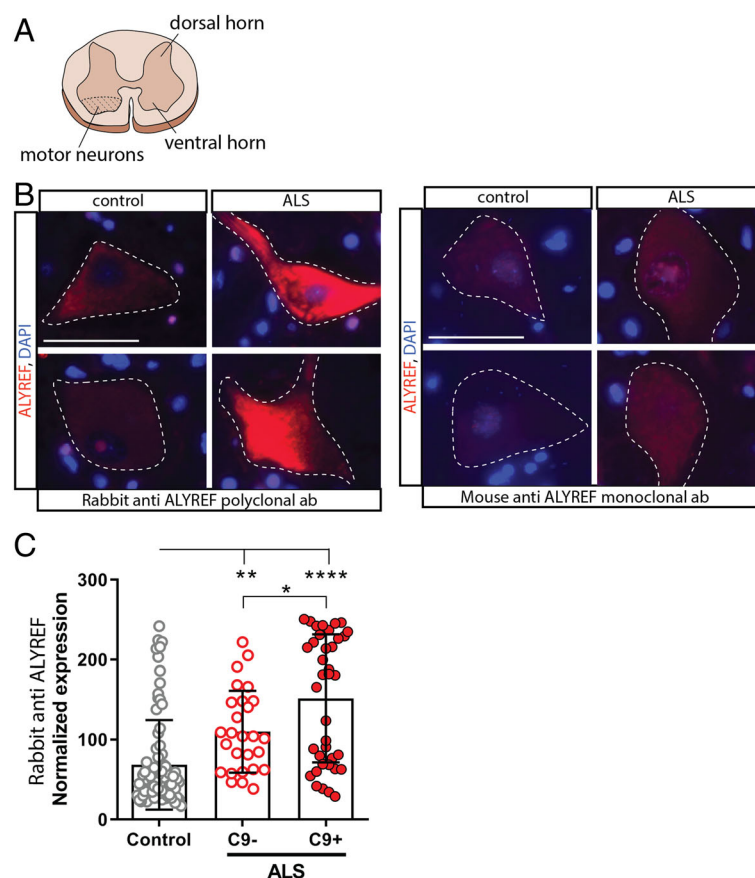 A
dorsal horn
motor neurons
ventral horn
B
control
ALS
ALYREF, DAPI
Rabbit anti ALYREF polyclonal ab
control
ALS
ALYREF, DAPI
Mouse anti ALYREF monoclonal ab
C
** ****
*
Rabbit anti ALYREF
Normalized expression
300
200
100
0
Control C9- C9+
ALS